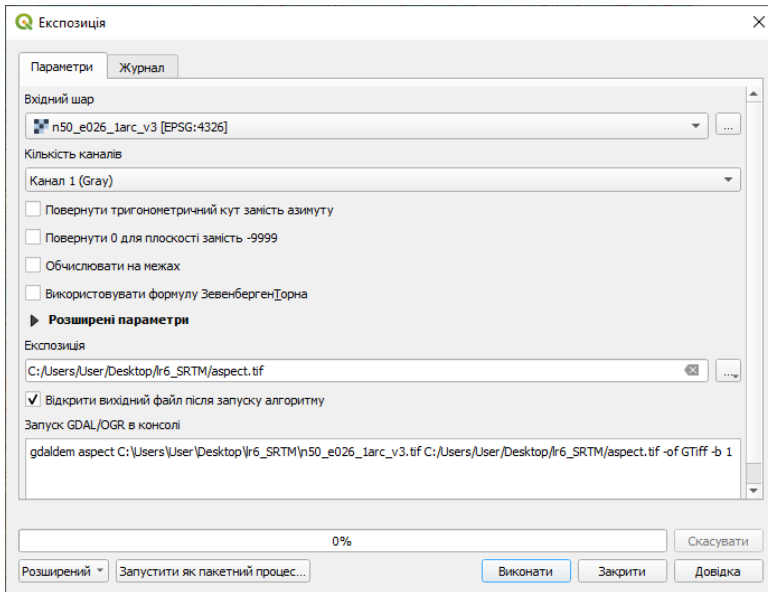 Експозиція
Параметри
Журнал
Вхідний шар
n50_e026_1arc_v3 [EPSG:4326]
...
Кількість каналів
Канал 1 (Gray)
Повернути тригонометричний кут замість азимуту
Повернути 0 для плоскості замість -9999
Обчислювати на межах
Використовувати формулу ЗевенбергенТорна
Розширені параметри
Експозиція
C:/Users/User/Desktop/lr6_SRTM/aspect.tif
...
Відкрити вихідний файл після запуску алгоритму
Запуск GDAL/OGR в консолі
gdaldem aspect C:\Users\User\Desktop\lr6_SRTM\n50_e026_1arc_v3.tif C:/Users/User/Desktop/lr6_SRTM/aspect.tif -of GTiff -b 1
0%
Скасувати
Розширений
Запустити як пакетний процес...
Виконати
Закрити
Довідка